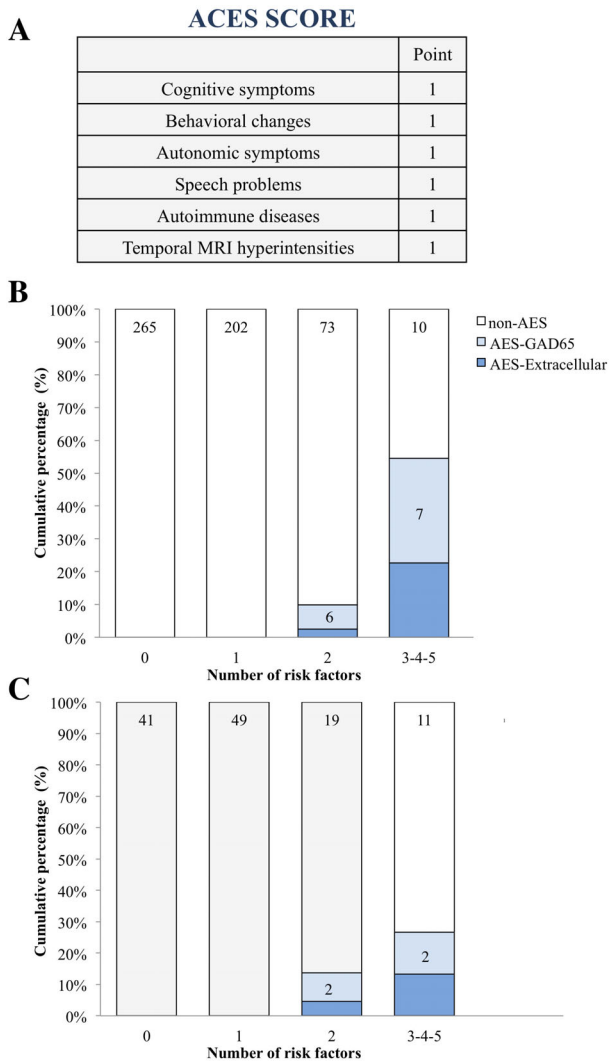 A
ACES SCORE
Point
Cognitive symptoms 1
Behavioral changes 1
Autonomic symptoms 1
Speech problems 1
Autoimmune diseases 1
Temporal MRI hyperintensities 1
B
100%
90%
80%
70%
60%
50%
40%
30%
20%
10%
0%
Cumulative percentage (%)
265 202 73 10
7
6
non-AES
AES-GAD65
AES-Extracellular
0 1 2 3-4-5
Number of risk factors
C
100%
90%
80%
70%
60%
50%
40%
30%
20%
10%
0%
Cumulative percentage (%)
41 49 19 11
2 2
0 1 2 3-4-5
Number of risk factors